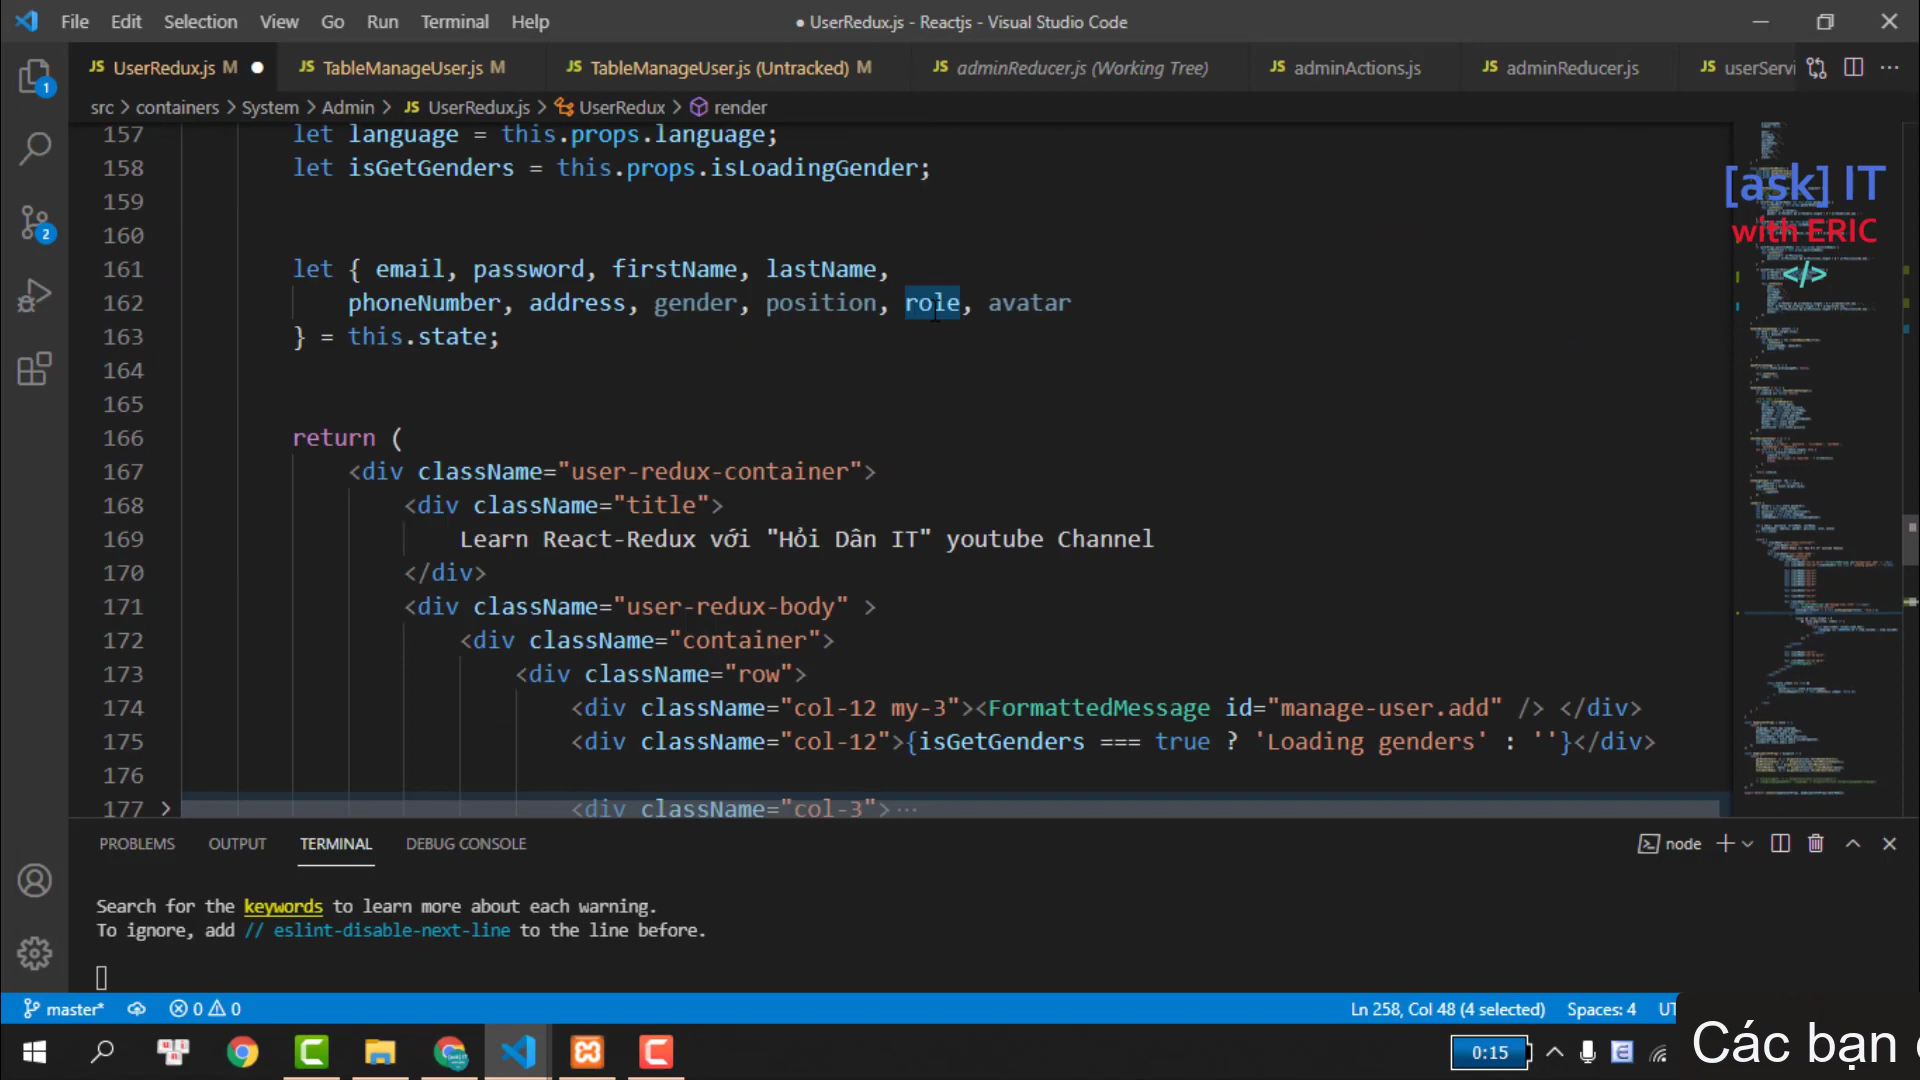 File Edit Selection View Go Run Terminal Help
● UserRedux.js - Reactjs - Visual Studio Code
JS UserRedux.js M ● JS TableManageUser.js M JS TableManageUser.js (Untracked) M JS adminReducer.js (Working Tree) JS adminActions.js JS adminReducer.js JS userServi ...
1
src > containers > System > Admin > JS UserRedux.js > UserRedux > render
157 let language = this.props.language;
158 let isGetGenders = this.props.isLoadingGender;
159
160
161 let { email, password, firstName, lastName,
162 phoneNumber, address, gender, position, role, avatar
163 } = this.state;
164
165
166 return (
167 <div className="user-redux-container">
168 <div className="title">
169 Learn React-Redux với "Hỏi Dân IT" youtube Channel
170 </div>
171 <div className="user-redux-body" >
172 <div className="container">
173 <div className="row">
174 <div className="col-12 my-3"><FormattedMessage id="manage-user.add" /> </div>
175 <div className="col-12">{isGetGenders === true ? 'Loading genders' : ''}</div>
176
177 > <div className="col-3">...
2
[ask] IT
with ERIC
</>
PROBLEMS OUTPUT TERMINAL DEBUG CONSOLE
node
Search for the keywords to learn more about each warning.
To ignore, add // eslint-disable-next-line to the line before.
master* 0 0 Ln 258, Col 48 (4 selected) Spaces: 4 UT
0:15
Các bạn